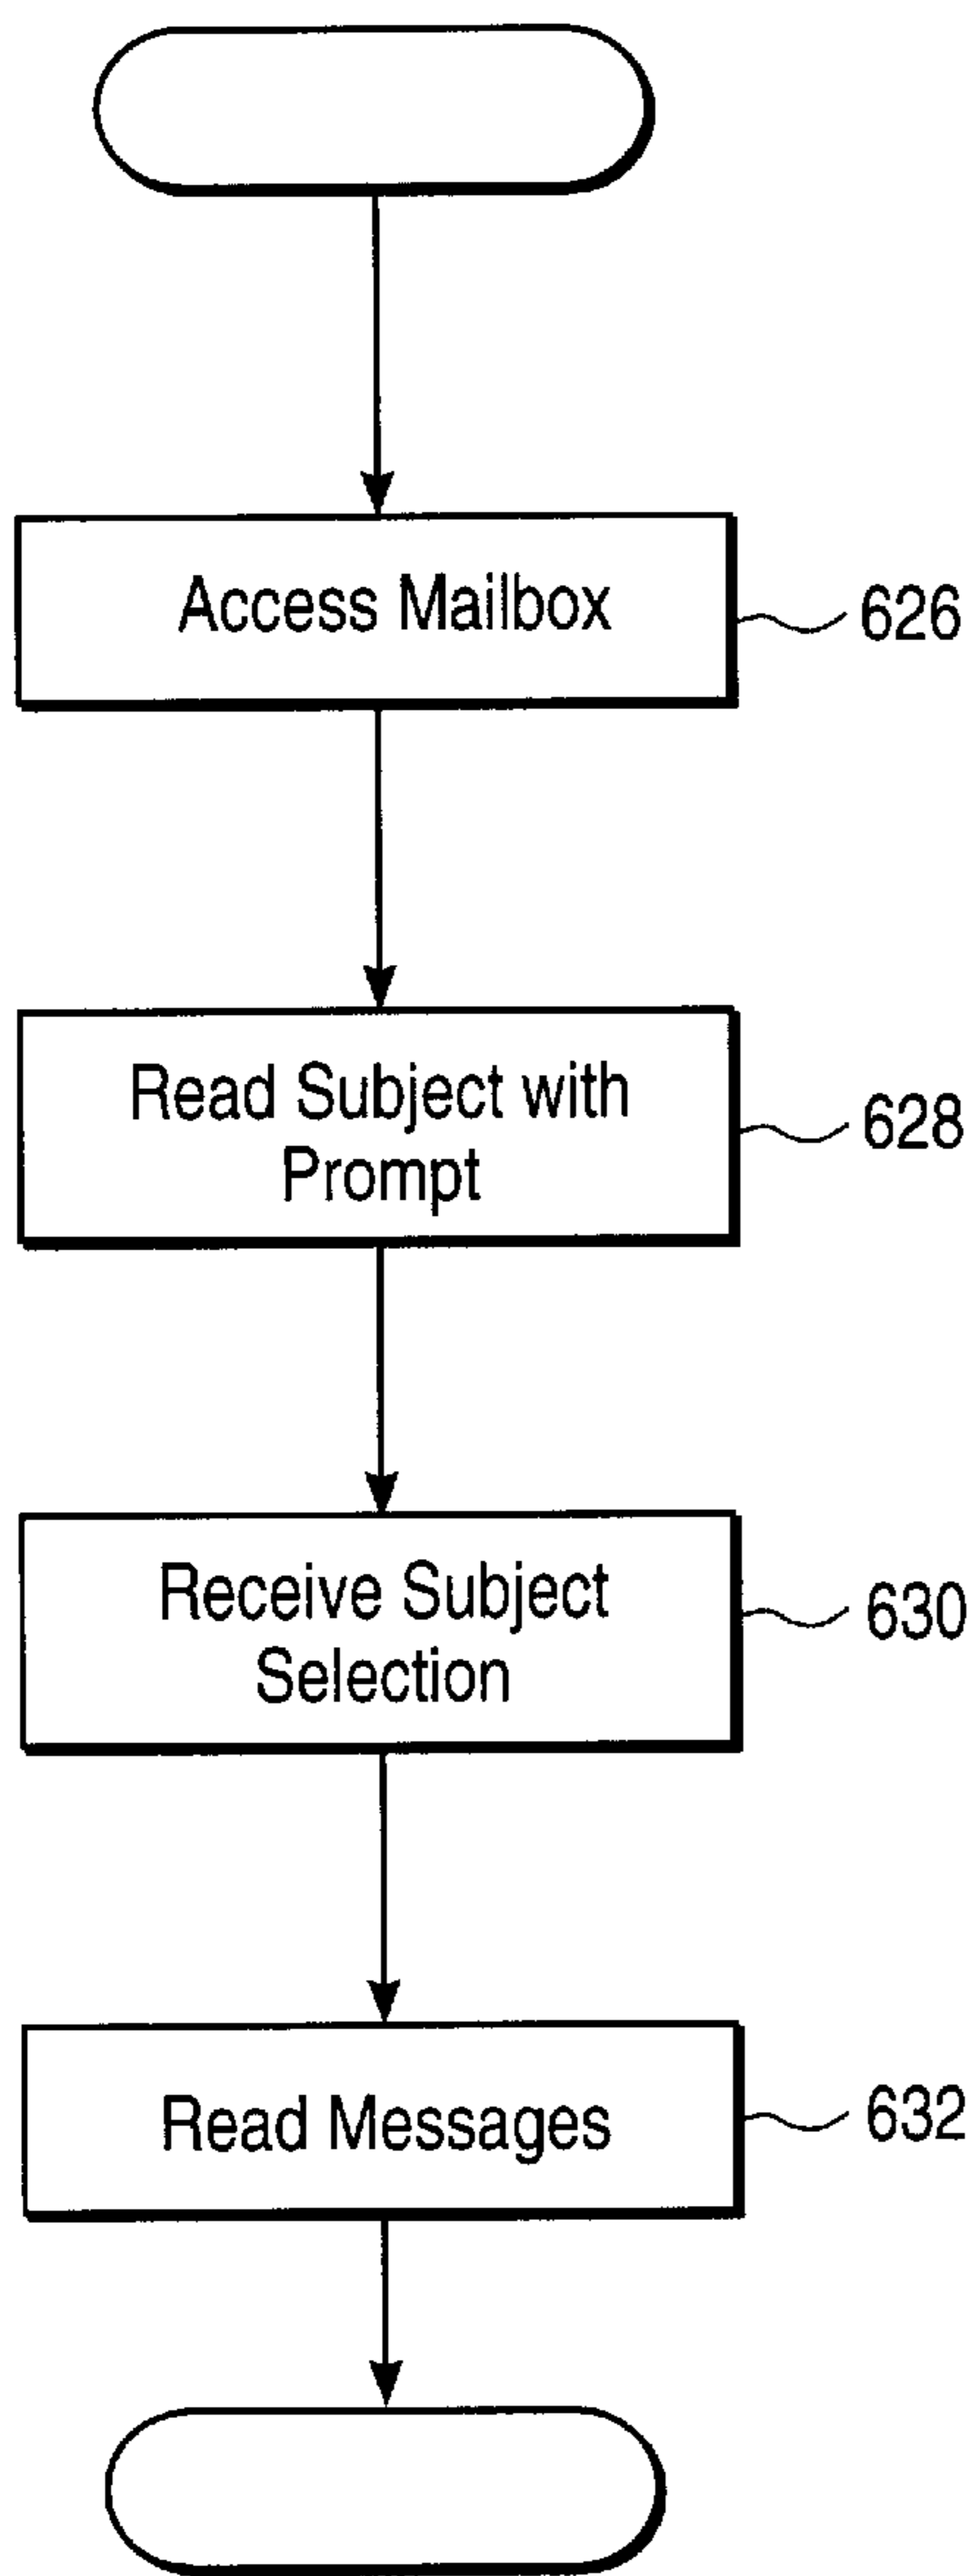 Access Mailbox
626
Read Subject with
Prompt
628
Receive Subject
Selection
630
Read Messages
632